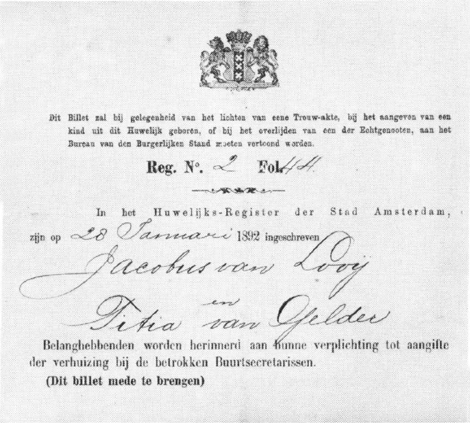 Dit Billet zal bij gelegenheid van het lichten van eene Trouw-akte, bij het aangeven van een
kind uit dit Huwelijk geboren, of bij het overlijden van een der Echtgenooten, aan het
Bureau van den Burgerlijken Stand moeten vertoond worden.
Reg. No. 2 Fol. 44.
In het Huwelijks-Register der Stad Amsterdam,
zijn op 28 Januari 1892 ingeschreven
Jacobus van Looij
en
Titia van Gelder
Belanghebbenden worden herinnerd aan hunne verplichting tot aangifte
der verhuizing bij de betrokken Buurtsecretarissen.
(Dit billet mede te brengen)